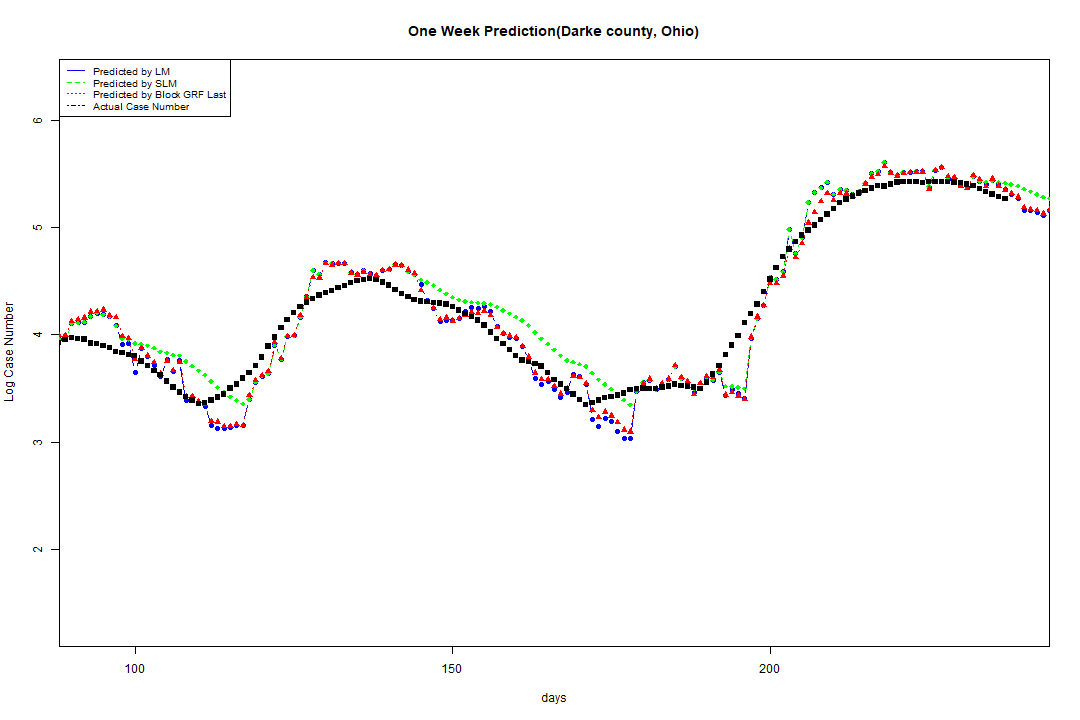 One Week Prediction(Darke county, Ohio)
Predicted by LM
Predicted by SLM
Predicted by Block GRF Last
Actual Case Number
6
5
4
3
2
Log Case Number
100 150 200
days